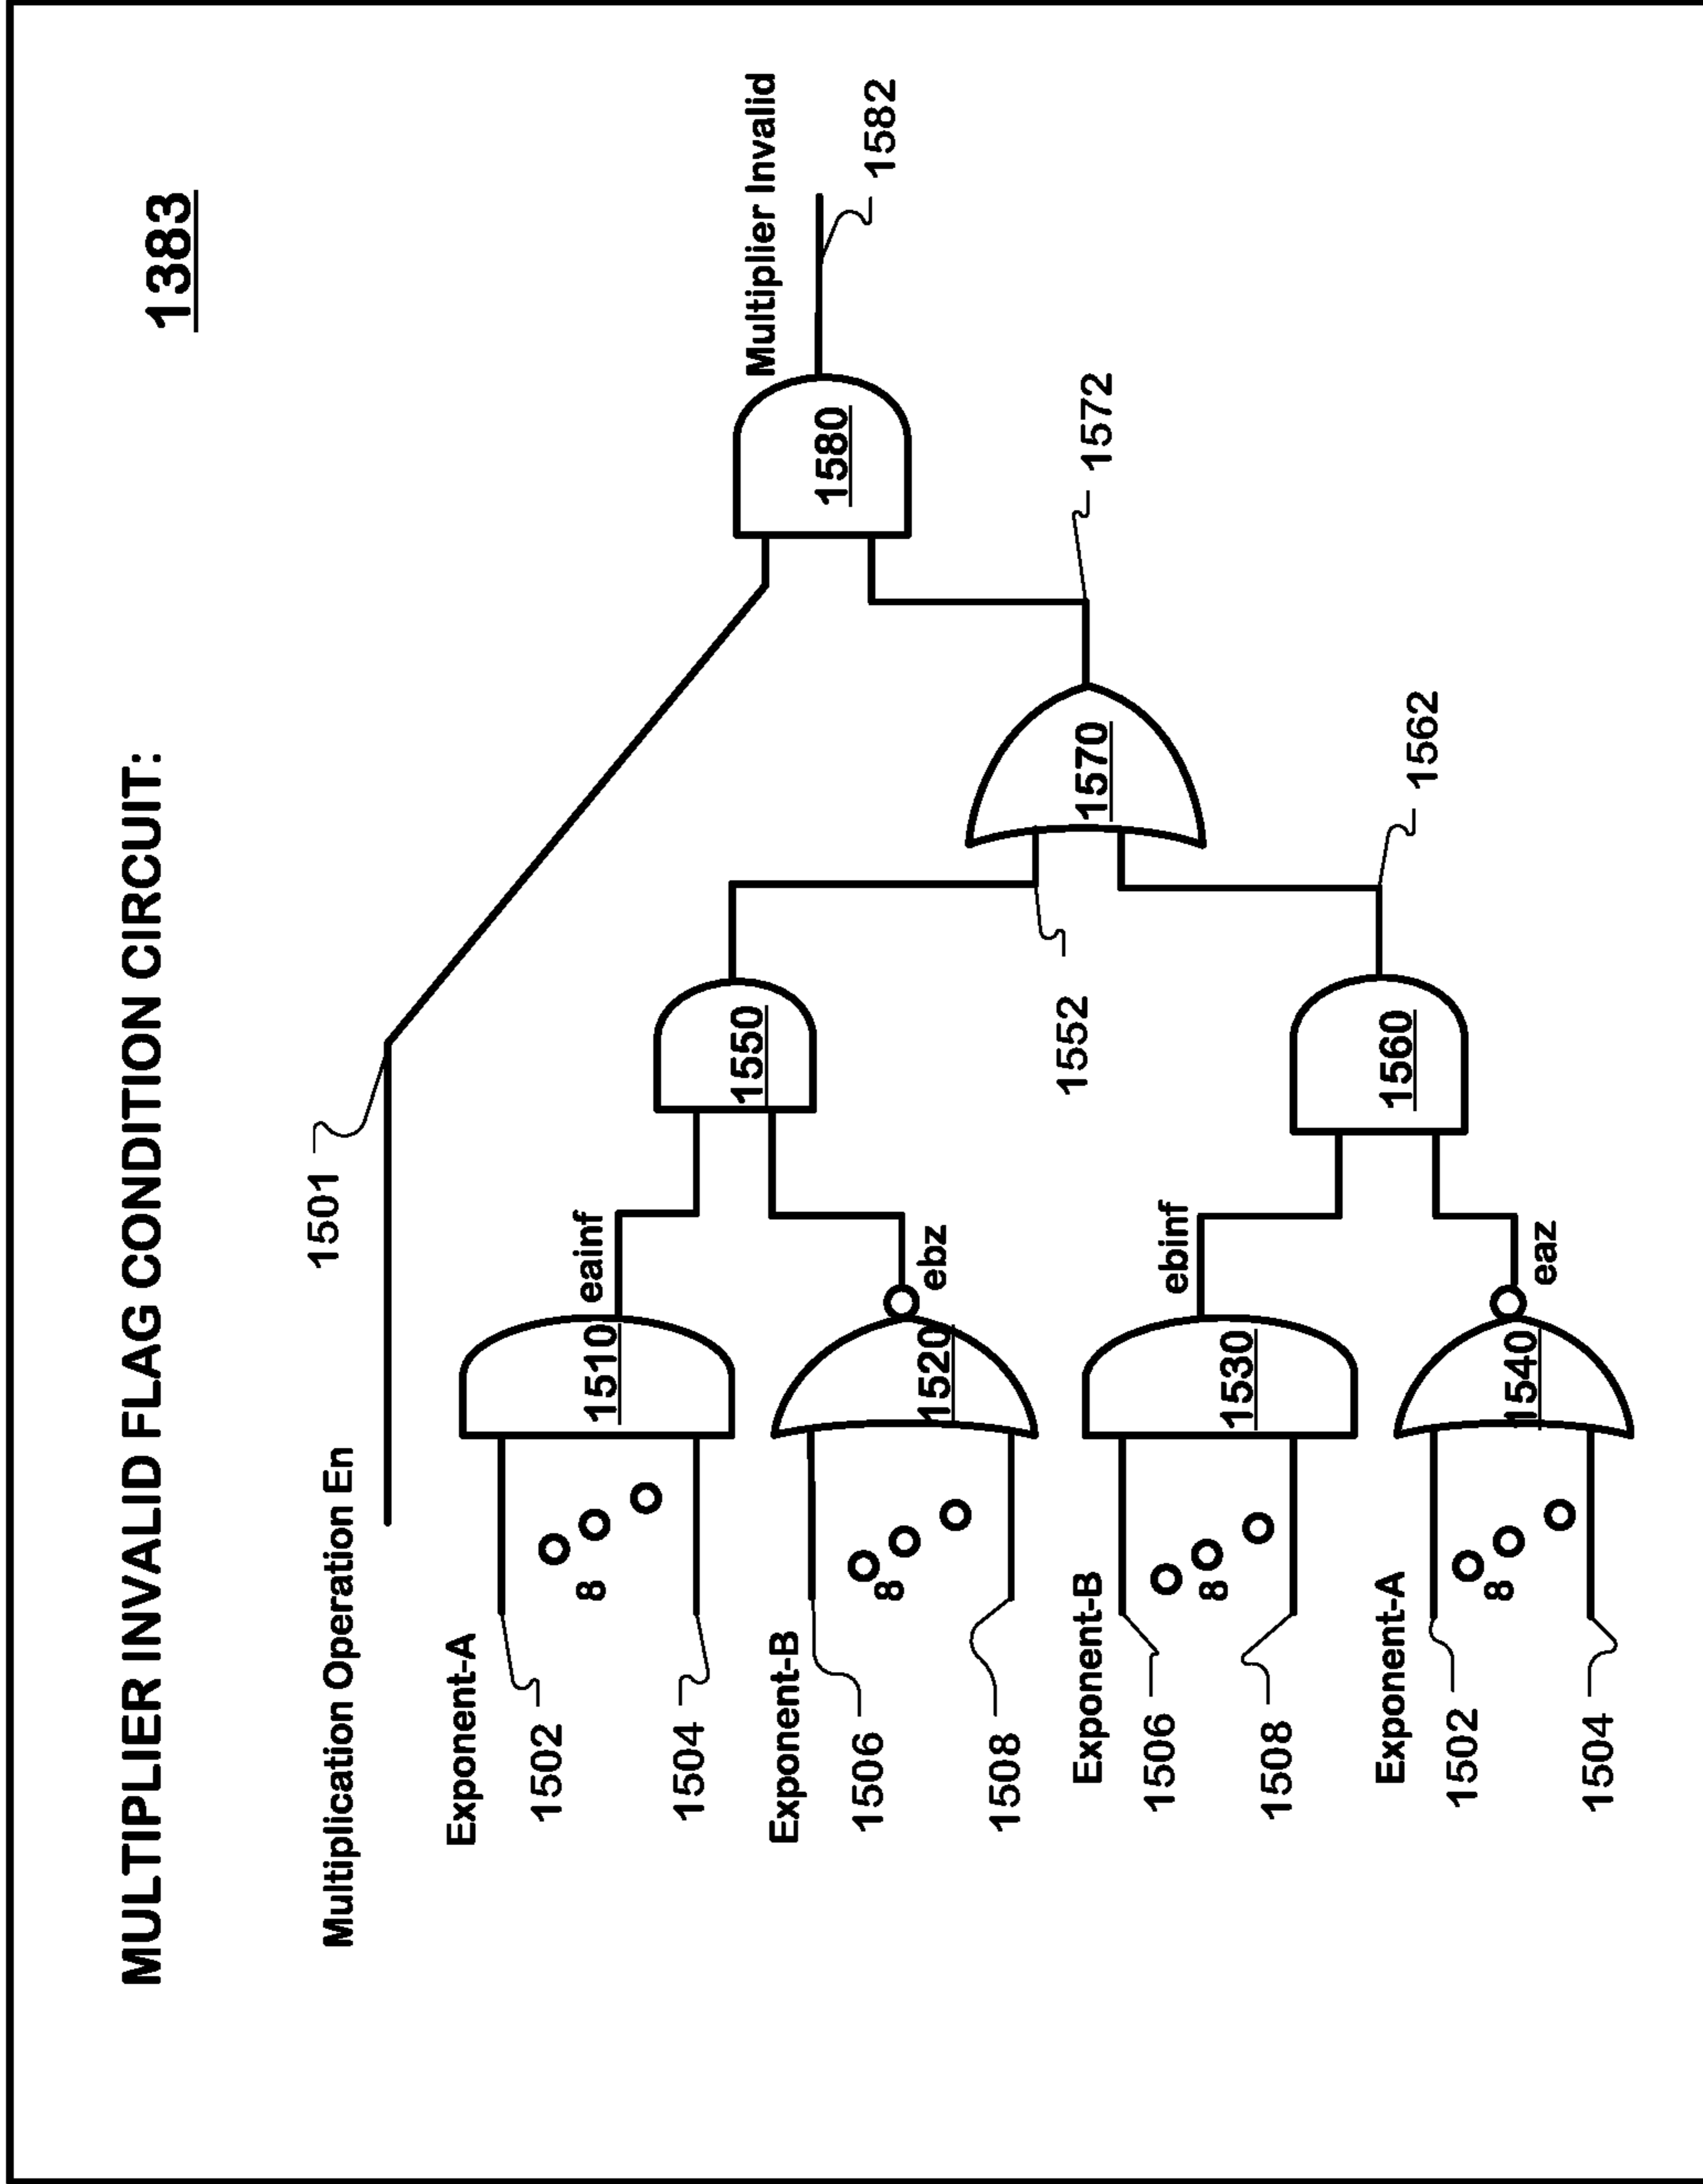 1383
MULTIPLIER INVALID FLAG CONDITION CIRCUIT:
1501
Multiplication Operation En
Multiplier Invalid
1582
1580
Exponent-A
1502
8
1504
1510
eainf
1550
1552
Exponent-B
1506
8
1508
1520
ebz
1570
1572
Exponent-B
1506
8
1508
1530
ebinf
1560
1562
Exponent-A
1502
8
1504
1540
eaz